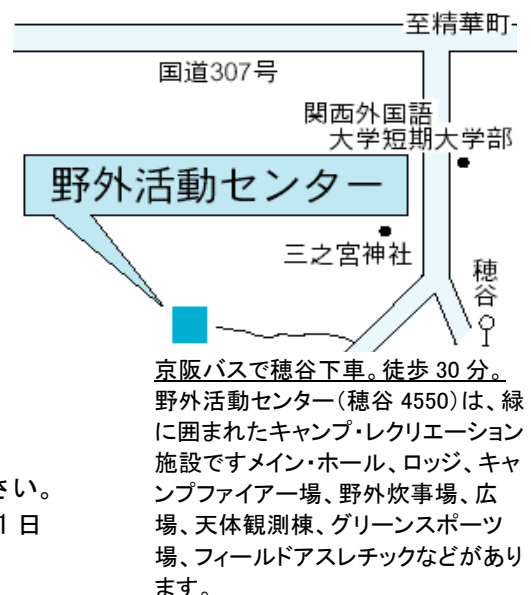 至精華町
国道307号
関西外国語
大学短期大学部
野外活動センター
三之宮神社
穂谷
京阪バスで穂谷下車。徒歩 30 分。
野外活動センター（穂谷 4550）は、緑
に囲まれたキャンプ・レクリエーション
施設ですメイン・ホール、ロッジ、キャ
ンプファイアー場、野外炊事場、広
場、天体観測棟、グリーンスポーツ
場、フィールドアスレチックなどがあり
ます。
さい。
1 日